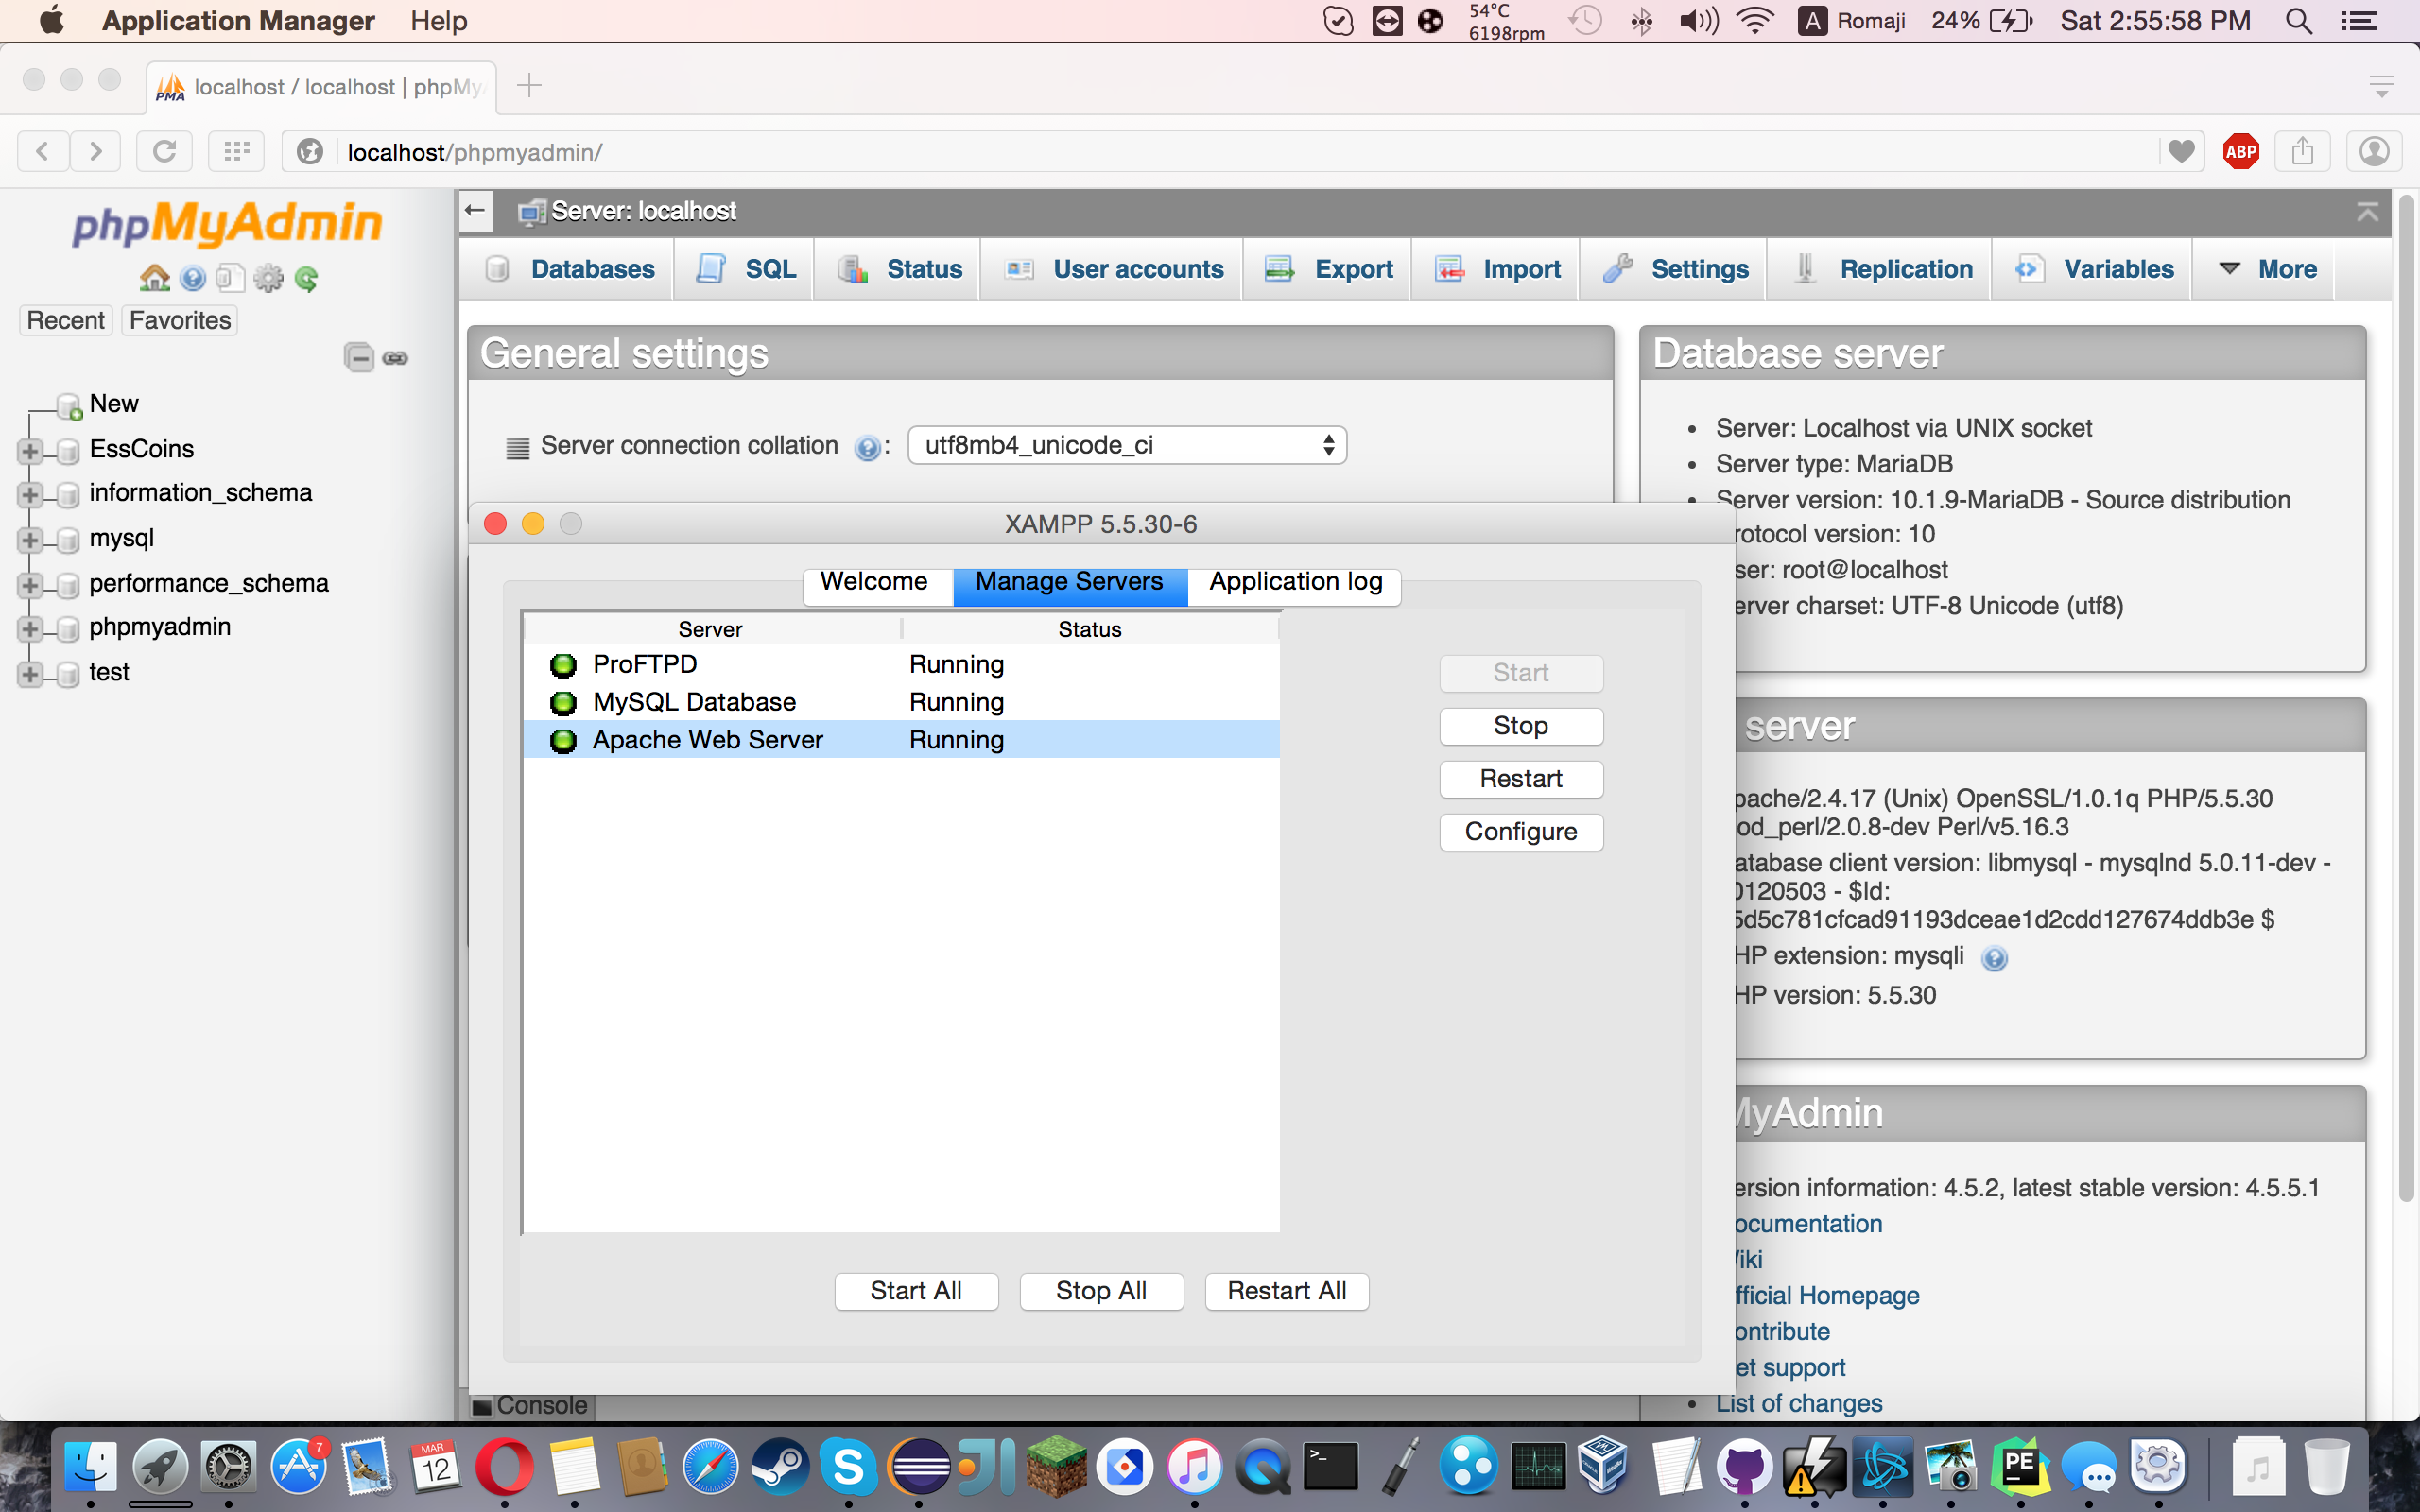 Application Manager Help
54°C
6198rpm
A Romaji 24% Sat 2:55:58 PM
PMA localhost / localhost | phpMy
localhost/phpmyadmin/
ABP
phpMyAdmin
Recent Favorites
New
EssCoins
information_schema
mysql
performance_schema
phpmyadmin
test
Server: localhost
Databases SQL Status User accounts Export Import Settings Replication Variables More
General settings
Server connection collation : utf8mb4_unicode_ci
Database server
Server: Localhost via UNIX socket
Server type: MariaDB
Server version: 10.1.9-MariaDB - Source distribution
rotocol version: 10
ser: root@localhost
erver charset: UTF-8 Unicode (utf8)
XAMPP 5.5.30-6
Welcome Manage Servers Application log
Server Status
ProFTPD Running
MySQL Database Running
Apache Web Server Running
Start
Stop
Restart
Configure
Start All Stop All Restart All
server
pache/2.4.17 (Unix) OpenSSL/1.0.1q PHP/5.5.30
od_perl/2.0.8-dev Perl/v5.16.3
atabase client version: libmysql - mysqlnd 5.0.11-dev -
0120503 - $Id:
5d5c781cfcad91193dceae1d2cdd127674ddb3e $
HP extension: mysqli
HP version: 5.5.30
MyAdmin
ersion information: 4.5.2, latest stable version: 4.5.5.1
ocumentation
iki
fficial Homepage
ontribute
et support
List of changes
Console
7
MAR
12
S
>_
PE